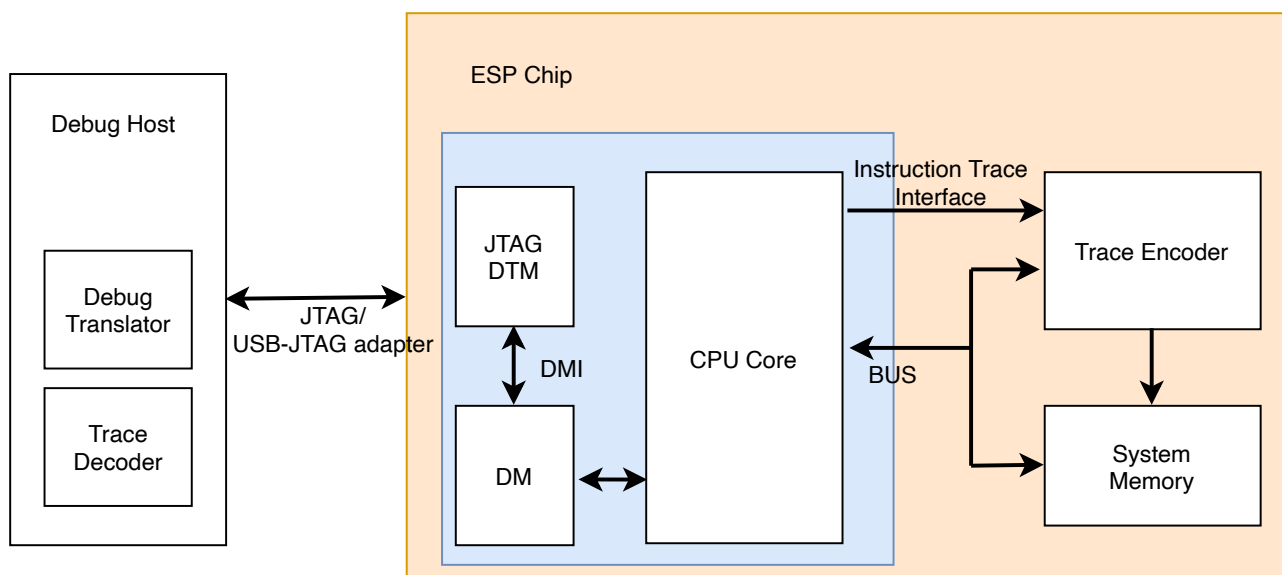 Debug Host
Debug
Translator
Trace
Decoder
JTAG/
USB-JTAG adapter
ESP Chip
JTAG
DTM
DMI
DM
CPU Core
Instruction Trace
Interface
BUS
Trace Encoder
System
Memory